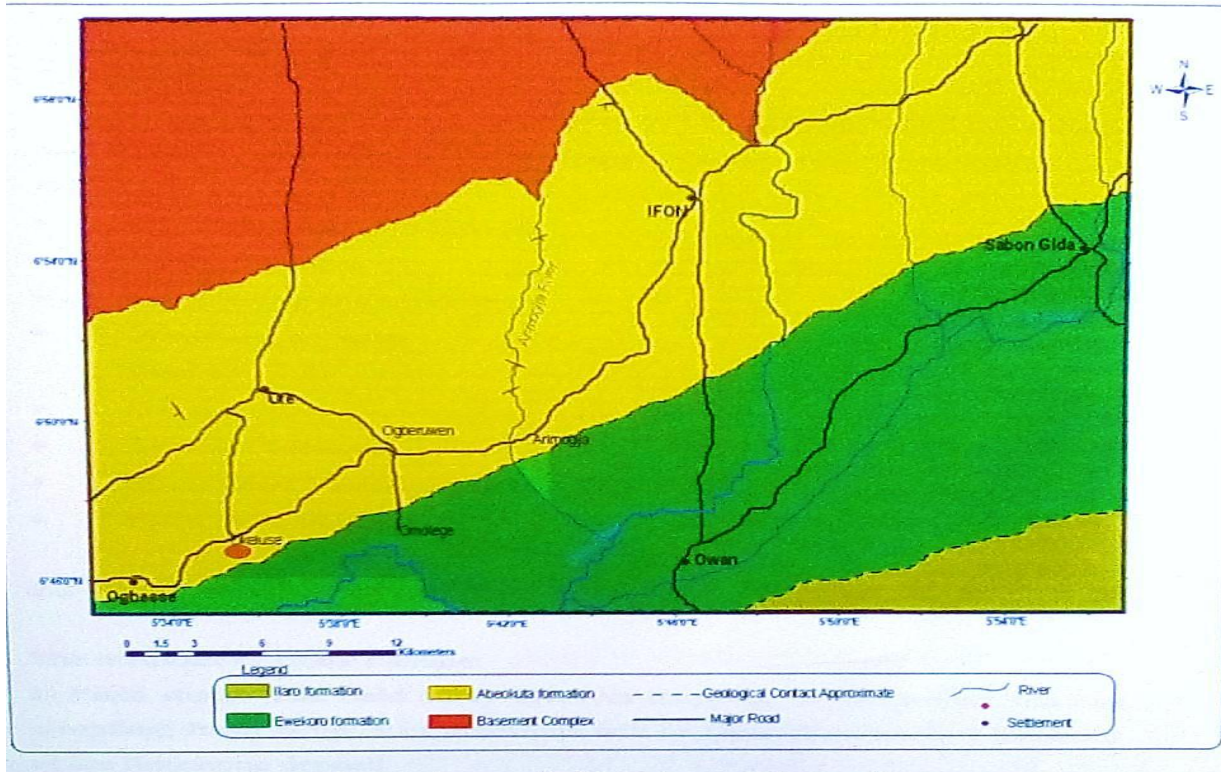 N
W E
S
6°58'0"N
IFON
Sabon Gida
6°54'0"N
Ute
6°50'0"N
Ogberuwen
Arimogja
Omolege
Owan
6°46'0"N
Ogbesse
5°34'0"E 5°38'0"E 5°42'0"E 5°46'0"E 5°50'0"E 5°54'0"E
0 1.5 3 6 9 12
Kilometers
Legend
Ilaro formation Abeokuta formation Geological Contact Approximate River
Ewekoro formation Basement Complex Major Road Settlement